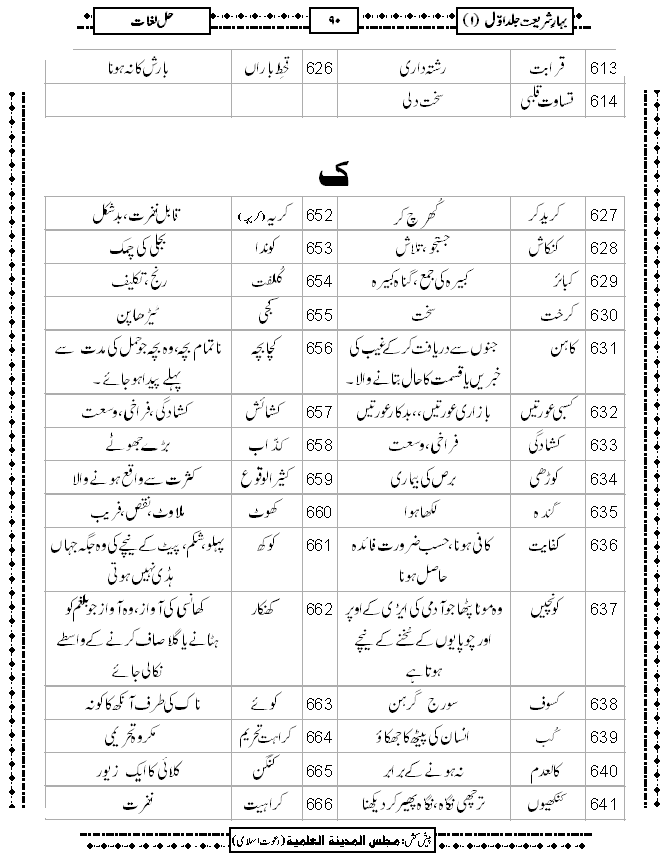 بہارِ شریعت جلد اوّل (۱)
۹۰
حل لغات
613 قرابت رشتہ داری 626 قحطِ باراں بارش کا نہ ہونا
614 قساوت قلبی سخت دلی
ک
627 کرید کر کُھرچ کر 652 کریہ (کریہہ) قابل نفرت، بد شکل
628 کنکاش جستجو، تلاش 653 کوندا بجلی کی چمک
629 کبائر کبیرہ کی جمع، گناہ کبیرہ 654 کُلفت رنج، تکلیف
630 کرخت سخت 655 کجی ٹیڑھا پن
631 کاہن جنوں سے دریافت کرکے غیب کی 656 کچا بچہ نا تمام بچہ، وہ بچہ جو حمل کی مدت سے
خبریں یا قسمت کا حال بتانے والا۔ پہلے پیدا ہو جائے۔
632 کسبی عورتیں بازاری عورتیں،، بدکار عورتیں 657 کشائش کشادگی، فراخی، وسعت
633 کشادگی فراخی، وسعت 658 کذّاب بڑے جھوٹے
634 کوڑھی برص کی بیماری 659 کثیر الوقوع کثرت سے واقع ہونے والا
635 کندہ لکھا ہوا 660 کھوٹ ملاوٹ، نقص، فریب
636 کفایت کافی ہونا، حسب ضرورت فائدہ 661 کوکھ پہلو، شکم، پیٹ کے نیچے کی وہ جگہ جہاں
حاصل ہونا ہڈی نہیں ہوتی
637 کونچیں وہ موٹا پٹھا جو آدمی کی ایڑی کے اوپر 662 کھنکار کھانسی کی آواز، وہ آواز جو بلغم کو
اور چوپایوں کے ٹخنے کے نیچے ہٹانے یا گلا صاف کرنے کے واسطے
ہوتا ہے نکالی جائے
638 کسوف سورج گرہن 663 کوئے ناک کی طرف آنکھ کا کونہ
639 کُب انسان کی پیٹھ کا جھکاؤ 664 کراہت تحریم مکروہ تحریمی
640 کالعدم نہ ہونے کے برابر 665 کنگن کلائی کا ایک زیور
641 کنکھیوں ترچھی نگاہ، نگاہ پھیر کر دیکھنا 666 کراہیت نفرت
پیش کش: مجلس المدینۃ العلمیۃ (دعوت اسلامی)